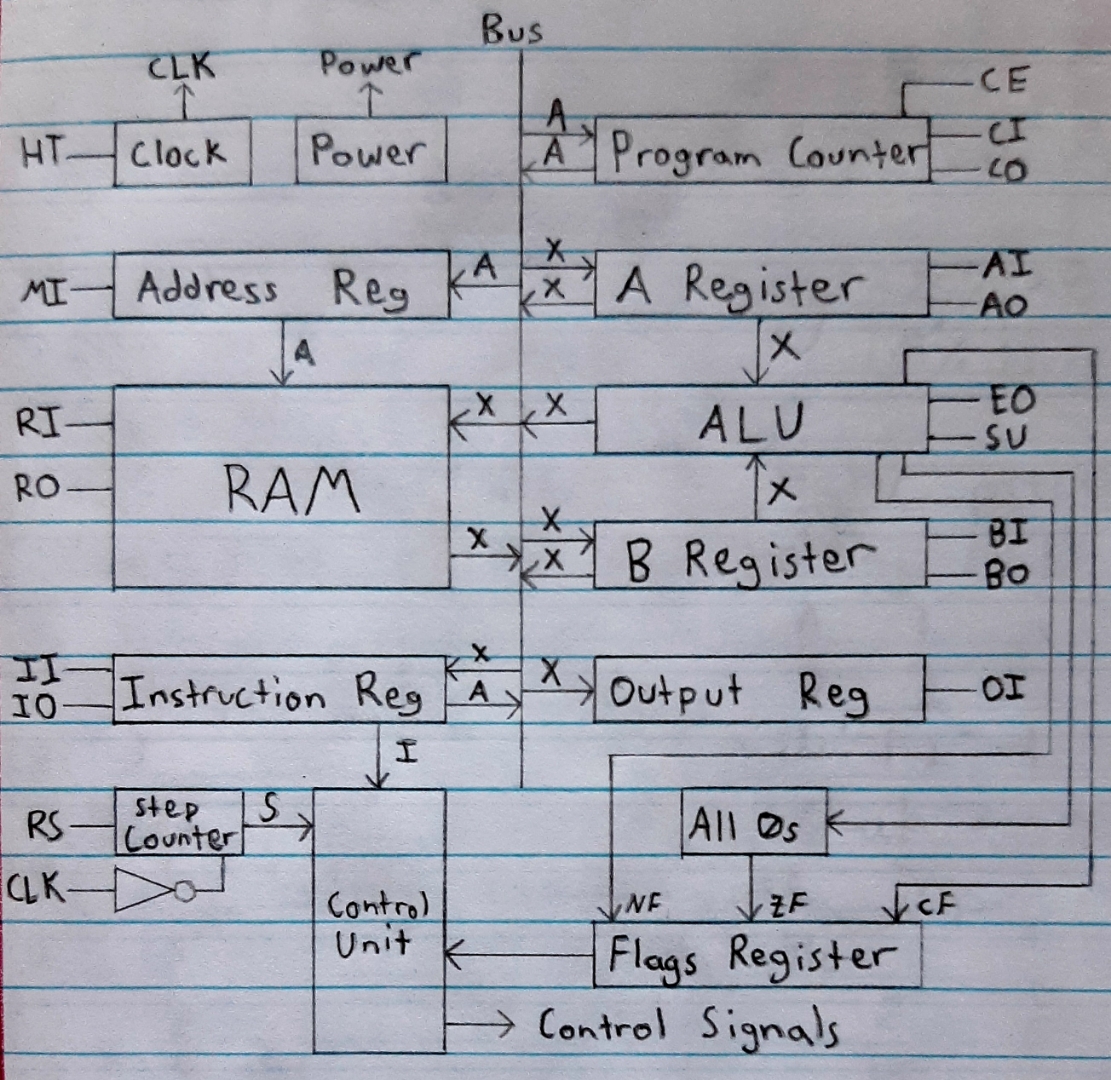 Bus
CLK
Power
CE
HT
Clock
Power
A
A
Program Counter
CI
CO
MI
Address Reg
A
X
X
A Register
AI
AO
A
X
RI
RO
RAM
X
X
ALU
EO
SU
X
X
X
X
B Register
BI
BO
II
IO
Instruction Reg
X
A
X
Output Reg
OI
I
RS
Step
Counter
S
All 0s
CLK
Control
Unit
NF
ZF
CF
Flags Register
Control Signals